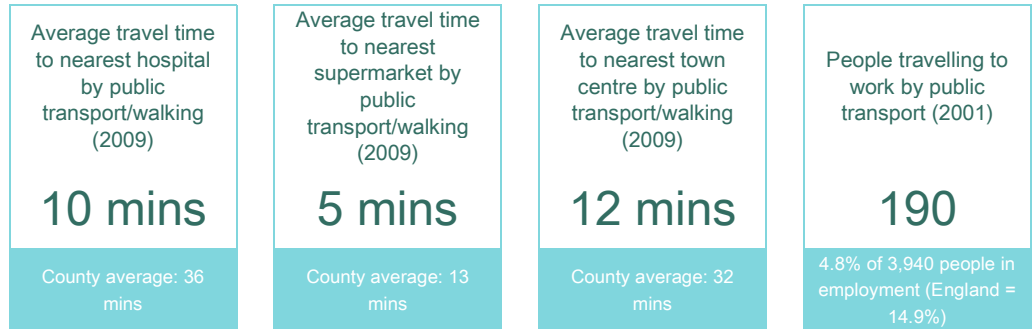 Average travel time
to nearest hospital
by public
transport/walking
(2009)
10 mins
County average: 36
mins
Average travel time
to nearest
supermarket by
public
transport/walking
(2009)
5 mins
County average: 13
mins
Average travel time
to nearest town
centre by public
transport/walking
(2009)
12 mins
County average: 32
mins
People travelling to
work by public
transport (2001)
190
4.8% of 3,940 people in
employment (England =
14.9%)